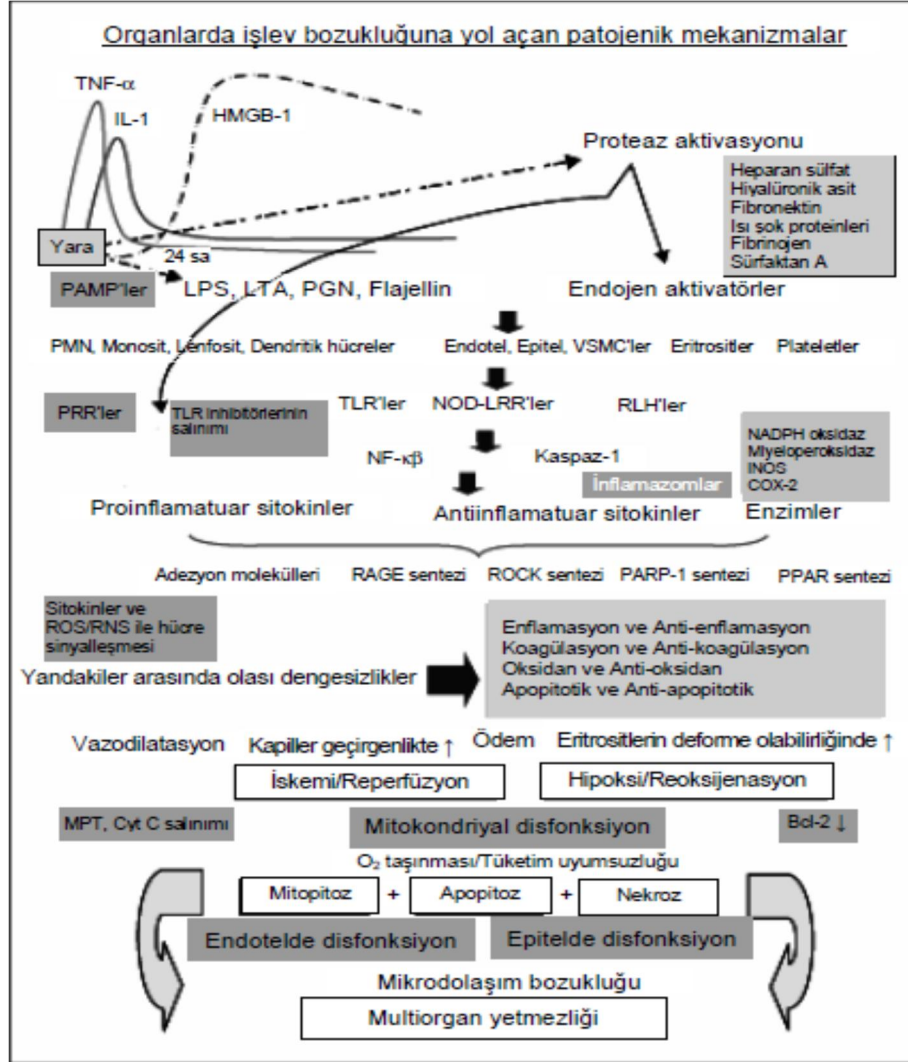 Organlarda işlev bozukluğuna yol açan patojenik mekanizmalar
TNF-α
IL-1
HMGB-1
Proteaz aktivasyonu
Heparan sülfat
Hiyalüronik asit
Fibronektin
Isı şok proteinleri
Fibrinojen
Sürfaktan A
Yara
24 sa
PAMP'ler
LPS, LTA, PGN, Flajellin
Endojen aktivatörler
PMN, Monosit, Lenfosit, Dendritik hücreler
Endotel, Epitel, VSMC'ler
Eritrositler
Plateletler
PRR'ler
TLR inhibitörlerinin
salınımı
TLR'ler
NOD-LRR'ler
RLH'ler
NF-κβ
Kaspaz-1
NADPH oksidaz
Miyeloperoksidaz
INOS
COX-2
İnflamazomlar
Proinflamatuar sitokinler
Antiinflamatuar sitokinler
Enzimler
Adezyon molekülleri
RAGE sentezi
ROCK sentezi
PARP-1 sentezi
PPAR sentezi
Sitokinler ve
ROS/RNS ile hücre
sinyalleşmesi
Yandakiler arasında olası dengesizlikler
Enflamasyon ve Anti-enflamasyon
Koagülasyon ve Anti-koagülasyon
Oksidan ve Anti-oksidan
Apopitotik ve Anti-apopitotik
Vazodilatasyon
Kapiller geçirgenlikte ↑
Ödem
Eritrositlerin deforme olabilirliğinde ↑
İskemi/Reperfüzyon
Hipoksi/Reoksijenasyon
MPT, Cyt C salınımı
Mitokondriyal disfonksiyon
Bcl-2 ↓
O₂ taşınması/Tüketim uyumsuzluğu
Mitopitoz + Apopitoz + Nekroz
Endotelde disfonksiyon
Epitelde disfonksiyon
Mikrodolaşım bozukluğu
Multiorgan yetmezliği